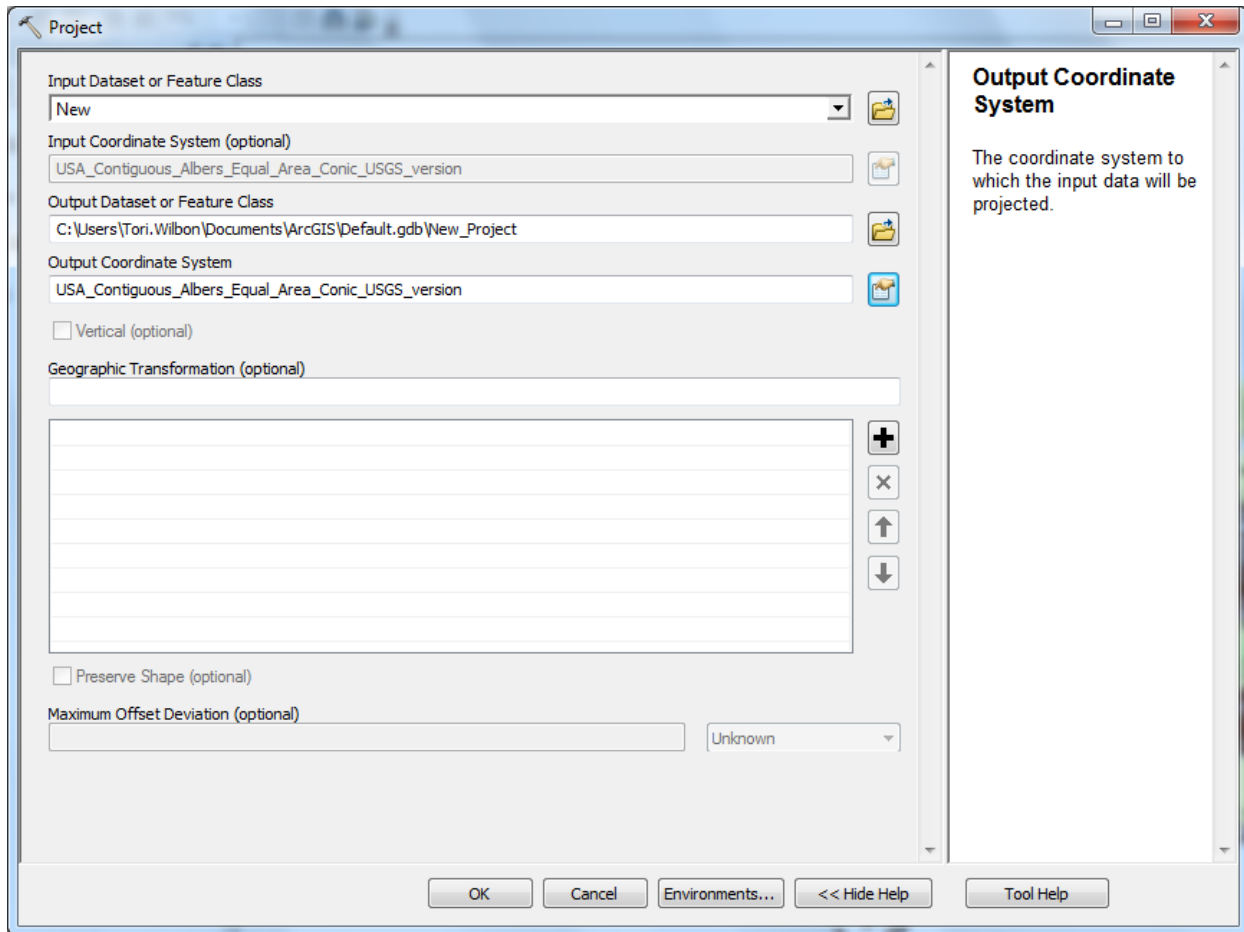 Project
Input Dataset or Feature Class
New
Input Coordinate System (optional)
USA_Contiguous_Albers_Equal_Area_Conic_USGS_version
Output Dataset or Feature Class
C:\Users\Tori.Wilbon\Documents\ArcGIS\Default.gdb\New_Project
Output Coordinate System
USA_Contiguous_Albers_Equal_Area_Conic_USGS_version
Vertical (optional)
Geographic Transformation (optional)
Preserve Shape (optional)
Maximum Offset Deviation (optional)
Unknown
OK
Cancel
Environments...
<< Hide Help
Output Coordinate
System
The coordinate system to
which the input data will be
projected.
Tool Help